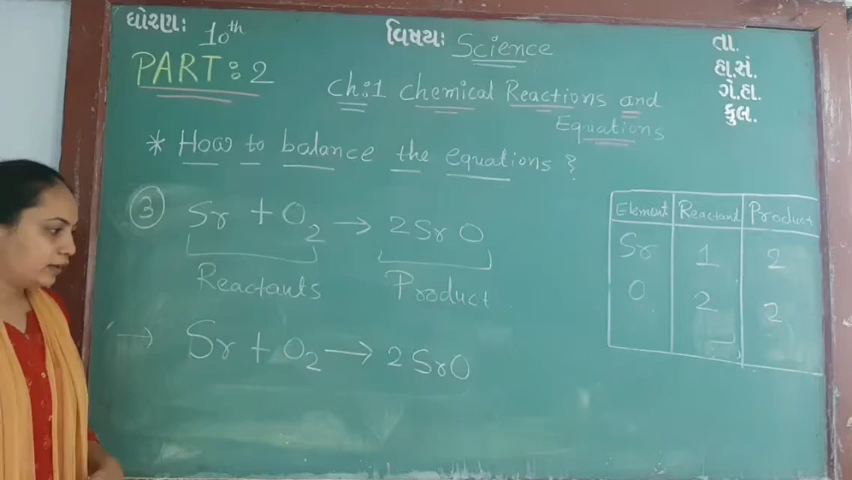 ધોરણ: 10th
વિષય: Science
તા.
PART: 2
હા.સં.
Ch:1 Chemical Reactions and
ગે.હા.
Equations
કુલ.
* How to balance the equations ?
③ Sr + O2 → 2SrO
Reactants Product
→ Sr + O2 → 2SrO
Element Reactant Product
Sr 1 2
O 2 2